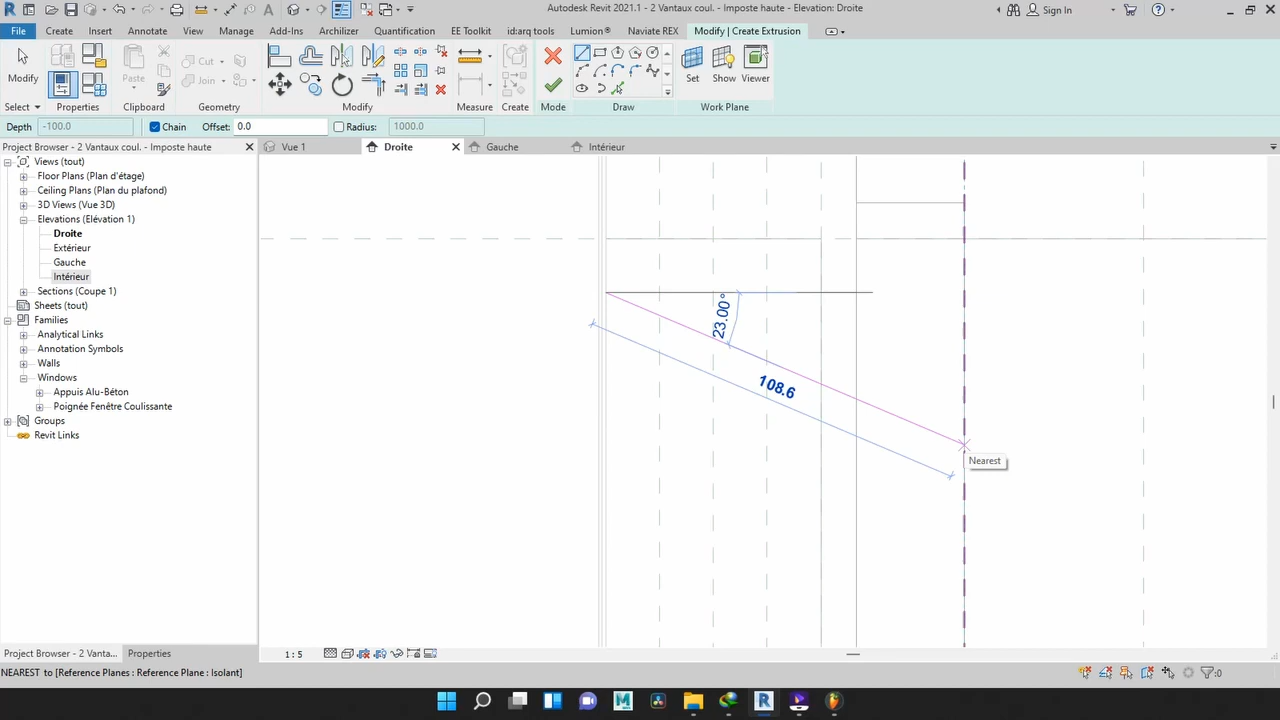 Autodesk Revit 2021.1 - 2 Vantaux coul. - Imposte haute - Elevation: Droite
Sign In
File Create Insert Annotate View Manage Add-Ins Archilizer Quantification EE Toolkit idarq tools Lumion® Naviate REX Modify | Create Extrusion
Modify
Paste
Cut
Join
Set Show Viewer
Select Properties Clipboard Geometry Modify Measure Create Mode Draw Work Plane
Depth -100.0 Chain Offset: 0.0 Radius: 1000.0
Project Browser - 2 Vantaux coul. - Imposte haute
Vue 1 Droite Gauche Intérieur
Views (tout)
Floor Plans (Plan d'étage)
Ceiling Plans (Plan du plafond)
3D Views (Vue 3D)
Elevations (Elévation 1)
Droite
Extérieur
Gauche
Intérieur
Sections (Coupe 1)
Sheets (tout)
Families
Analytical Links
Annotation Symbols
Walls
Windows
Appuis Alu-Béton
Poignée Fenêtre Coulissante
Groups
Revit Links
23.00°
108.6
Nearest
Project Browser - 2 Vanta... Properties
1:5
NEAREST to [Reference Planes : Reference Plane : Isolant]
:0